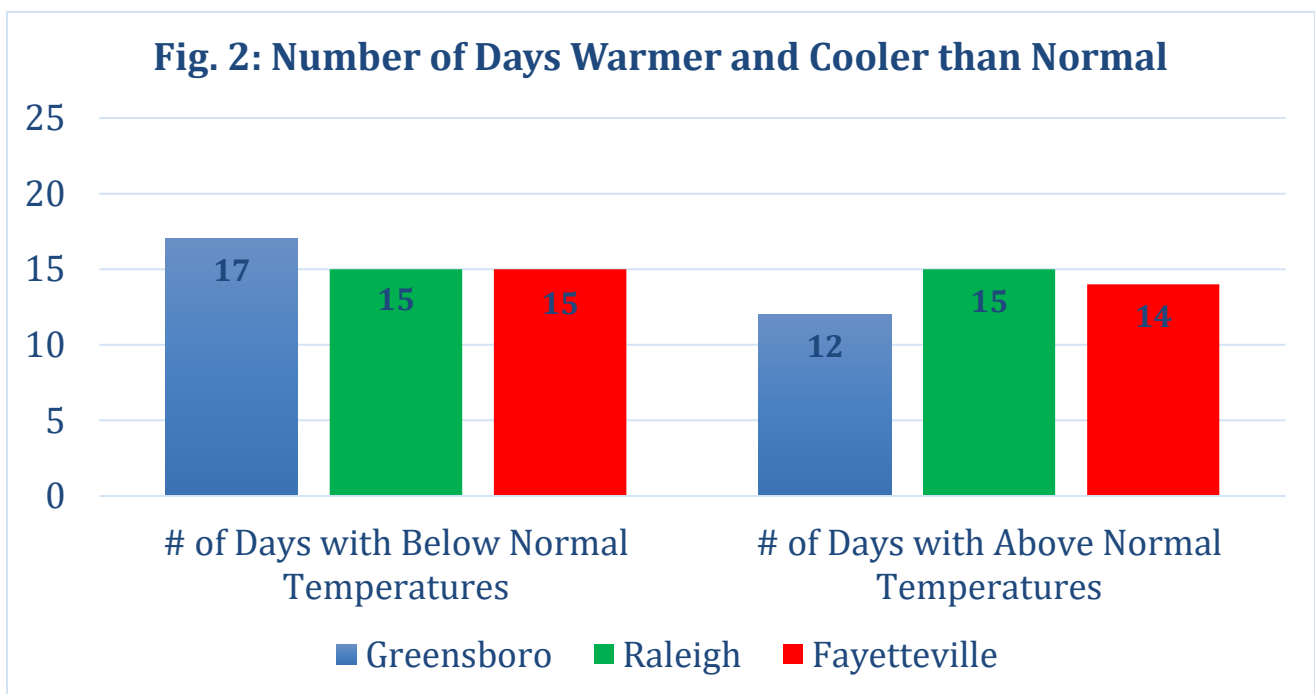 Fig. 2: Number of Days Warmer and Cooler than Normal
25
20
15
10
5
0
17
15
15
12
15
14
# of Days with Below Normal
Temperatures
# of Days with Above Normal
Temperatures
Greensboro
Raleigh
Fayetteville